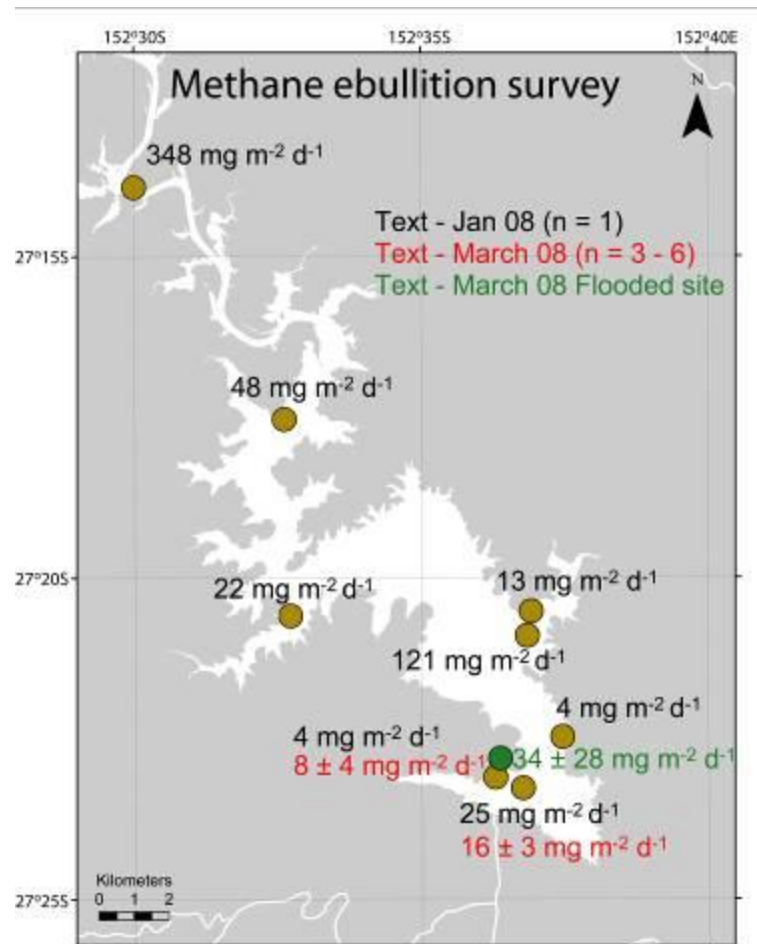 152°30S 152°35S 152°40E
Methane ebullition survey
N
348 mg m⁻² d⁻¹
Text - Jan 08 (n = 1)
Text - March 08 (n = 3 - 6)
Text - March 08 Flooded site
27°15S
48 mg m⁻² d⁻¹
27°20S
22 mg m⁻² d⁻¹
13 mg m⁻² d⁻¹
121 mg m⁻² d⁻¹
4 mg m⁻² d⁻¹
4 mg m⁻² d⁻¹
8 ± 4 mg m⁻² d⁻¹
34 ± 28 mg m⁻² d⁻¹
25 mg m⁻² d⁻¹
16 ± 3 mg m⁻² d⁻¹
Kilometers
0 1 2
27°25S